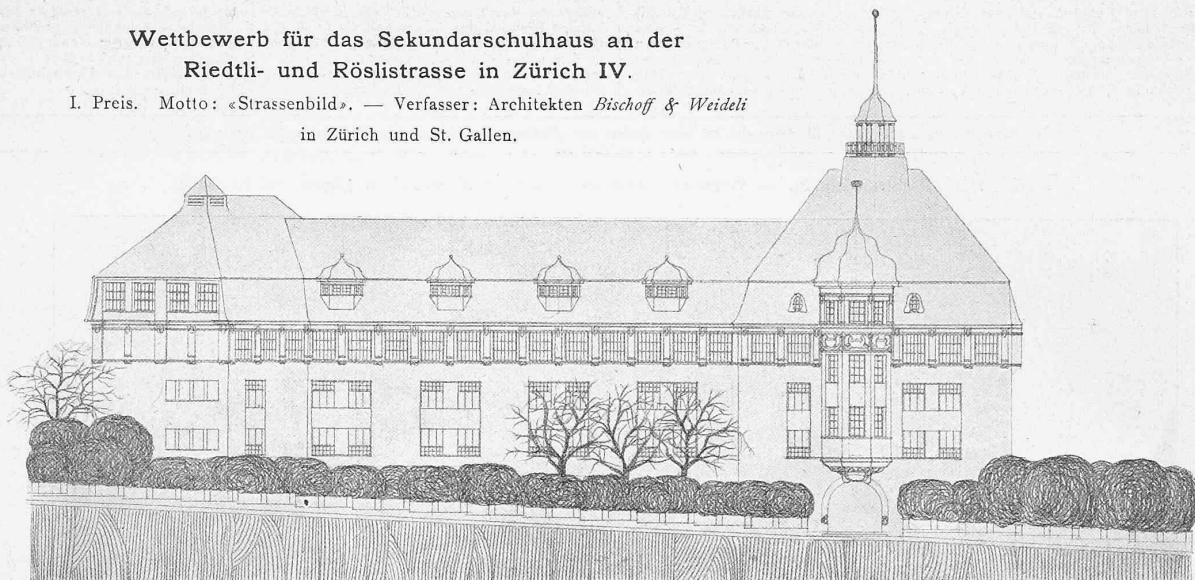 Wettbewerb für das Sekundarschulhaus an der
Riedtli- und Röslistrasse in Zürich IV.
I. Preis. Motto: «Strassenbild». — Verfasser: Architekten Bischoff & Weideli
in Zürich und St. Gallen.